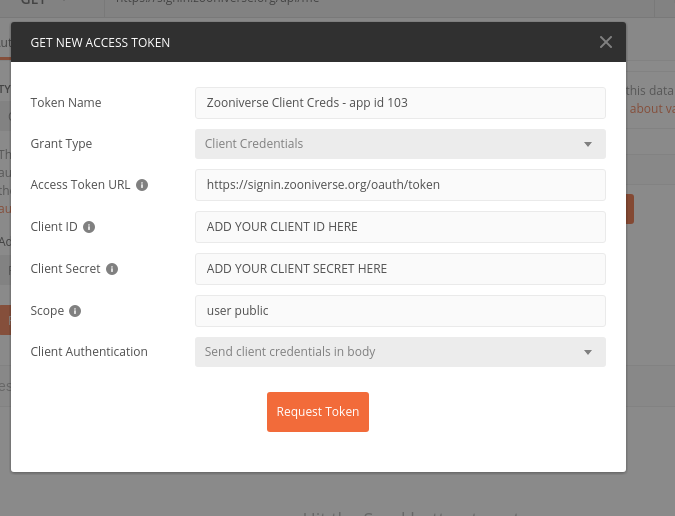 GET
GET NEW ACCESS TOKEN
Token Name
Zooniverse Client Creds - app id 103
this data
about va
Grant Type
Client Credentials
Access Token URL
https://signin.zooniverse.org/oauth/token
Client ID
ADD YOUR CLIENT ID HERE
Client Secret
ADD YOUR CLIENT SECRET HERE
Scope
user public
Client Authentication
Send client credentials in body
Request Token